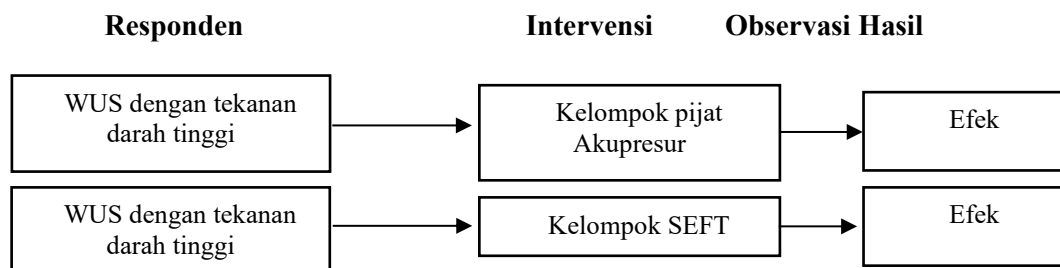 Responden Intervensi Observasi Hasil
WUS dengan tekanan
darah tinggi
Kelompok pijat
Akupresur
Efek
WUS dengan tekanan
darah tinggi
Kelompok SEFT
Efek